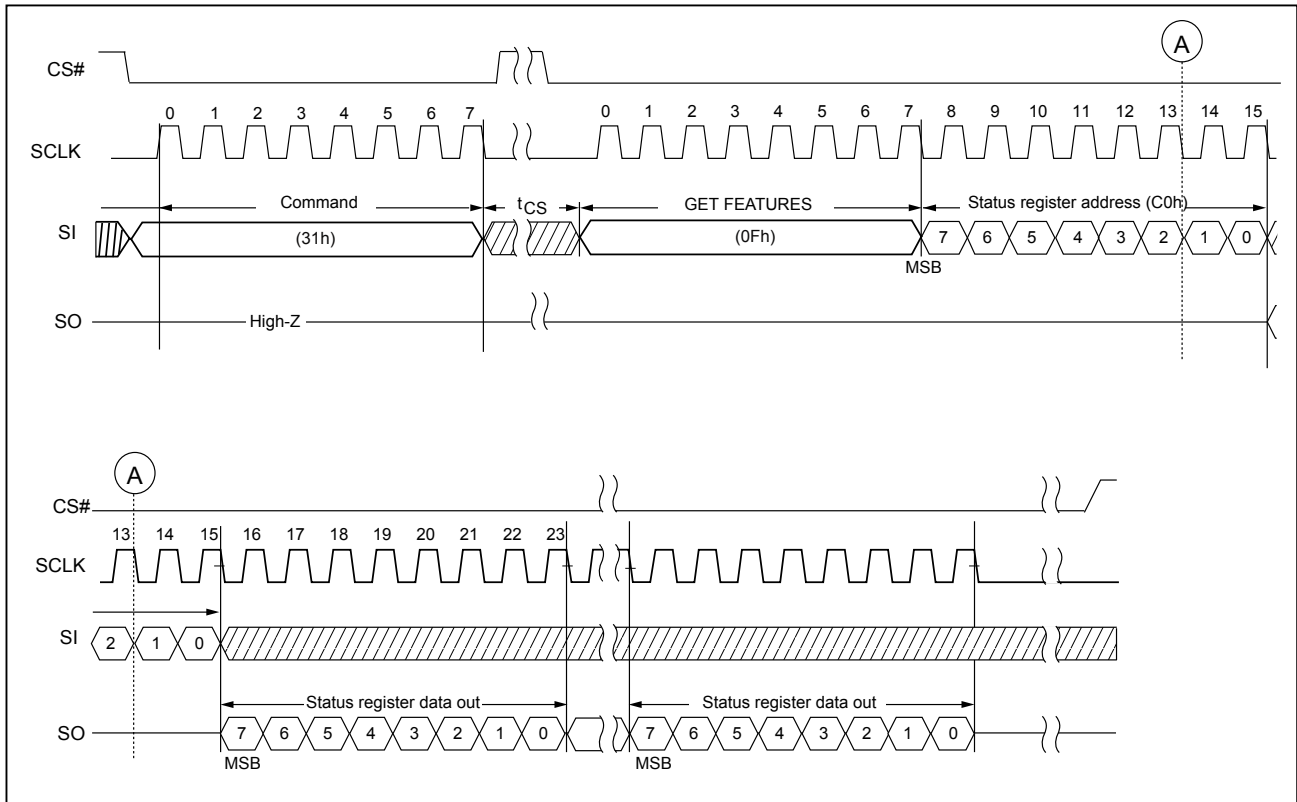 A
CS#
0 1 2 3 4 5 6 7 0 1 2 3 4 5 6 7 8 9 10 11 12 13 14 15
SCLK
Command tCS GET FEATURES Status register address (C0h)
SI (31h) (0Fh) 7 6 5 4 3 2 1 0
MSB
SO High-Z
A
CS#
13 14 15 16 17 18 19 20 21 22 23
SCLK
SI 2 1 0
Status register data out Status register data out
SO 7 6 5 4 3 2 1 0 7 6 5 4 3 2 1 0
MSB MSB